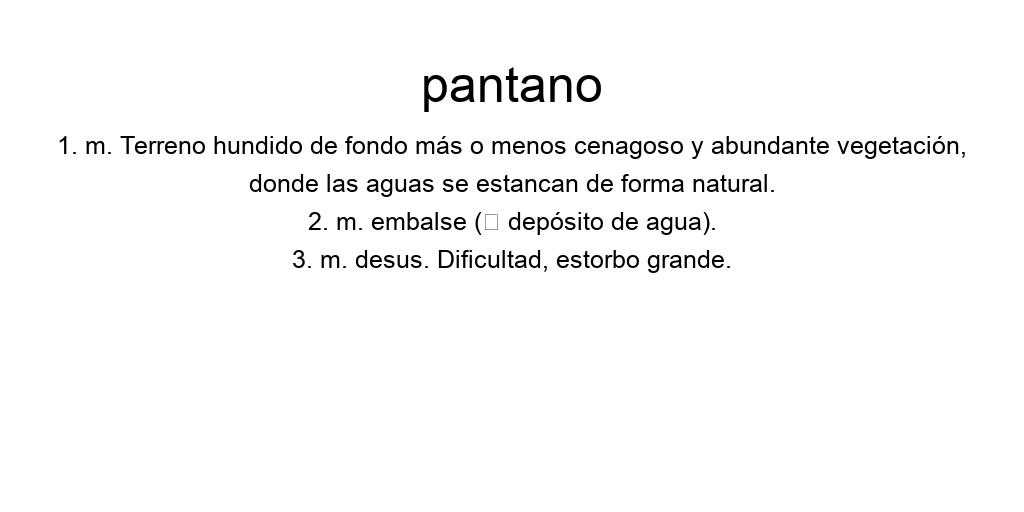 pantano
1. m. Terreno hundido de fondo más o menos cenagoso y abundante vegetación,
donde las aguas se estancan de forma natural.
2. m. embalse (□ depósito de agua).
3. m. desus. Dificultad, estorbo grande.